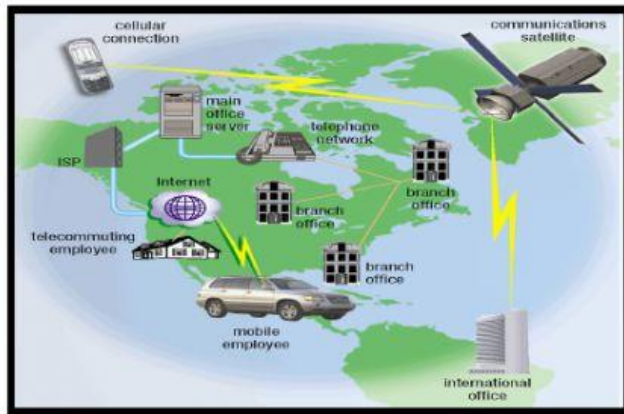 cellular
connection
communications
satellite
main
office
server
telephone
network
ISP
Internet
branch
office
branch
office
telecommuting
employee
branch
office
mobile
employee
international
office